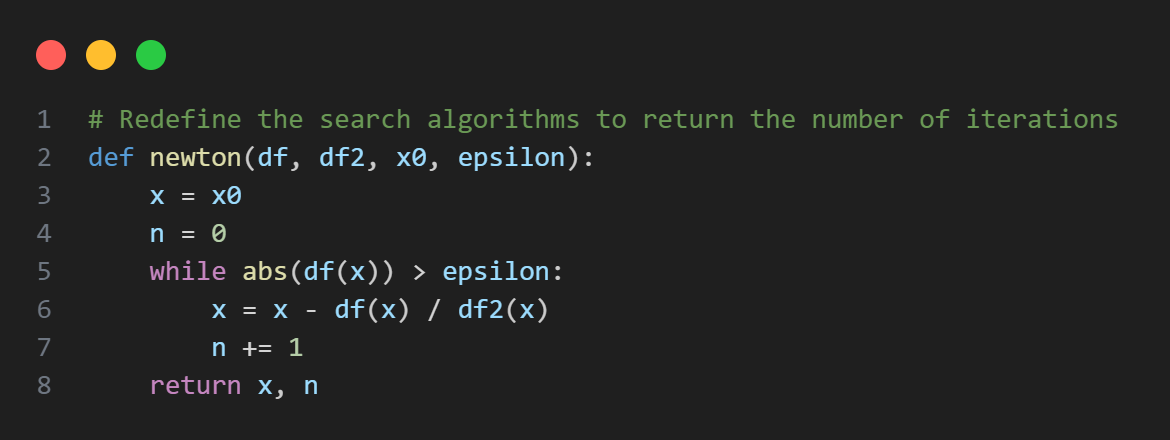 1 # Redefine the search algorithms to return the number of iterations
2 def newton(df, df2, x0, epsilon):
3     x = x0
4     n = 0
5     while abs(df(x)) > epsilon:
6         x = x - df(x) / df2(x)
7         n += 1
8     return x, n